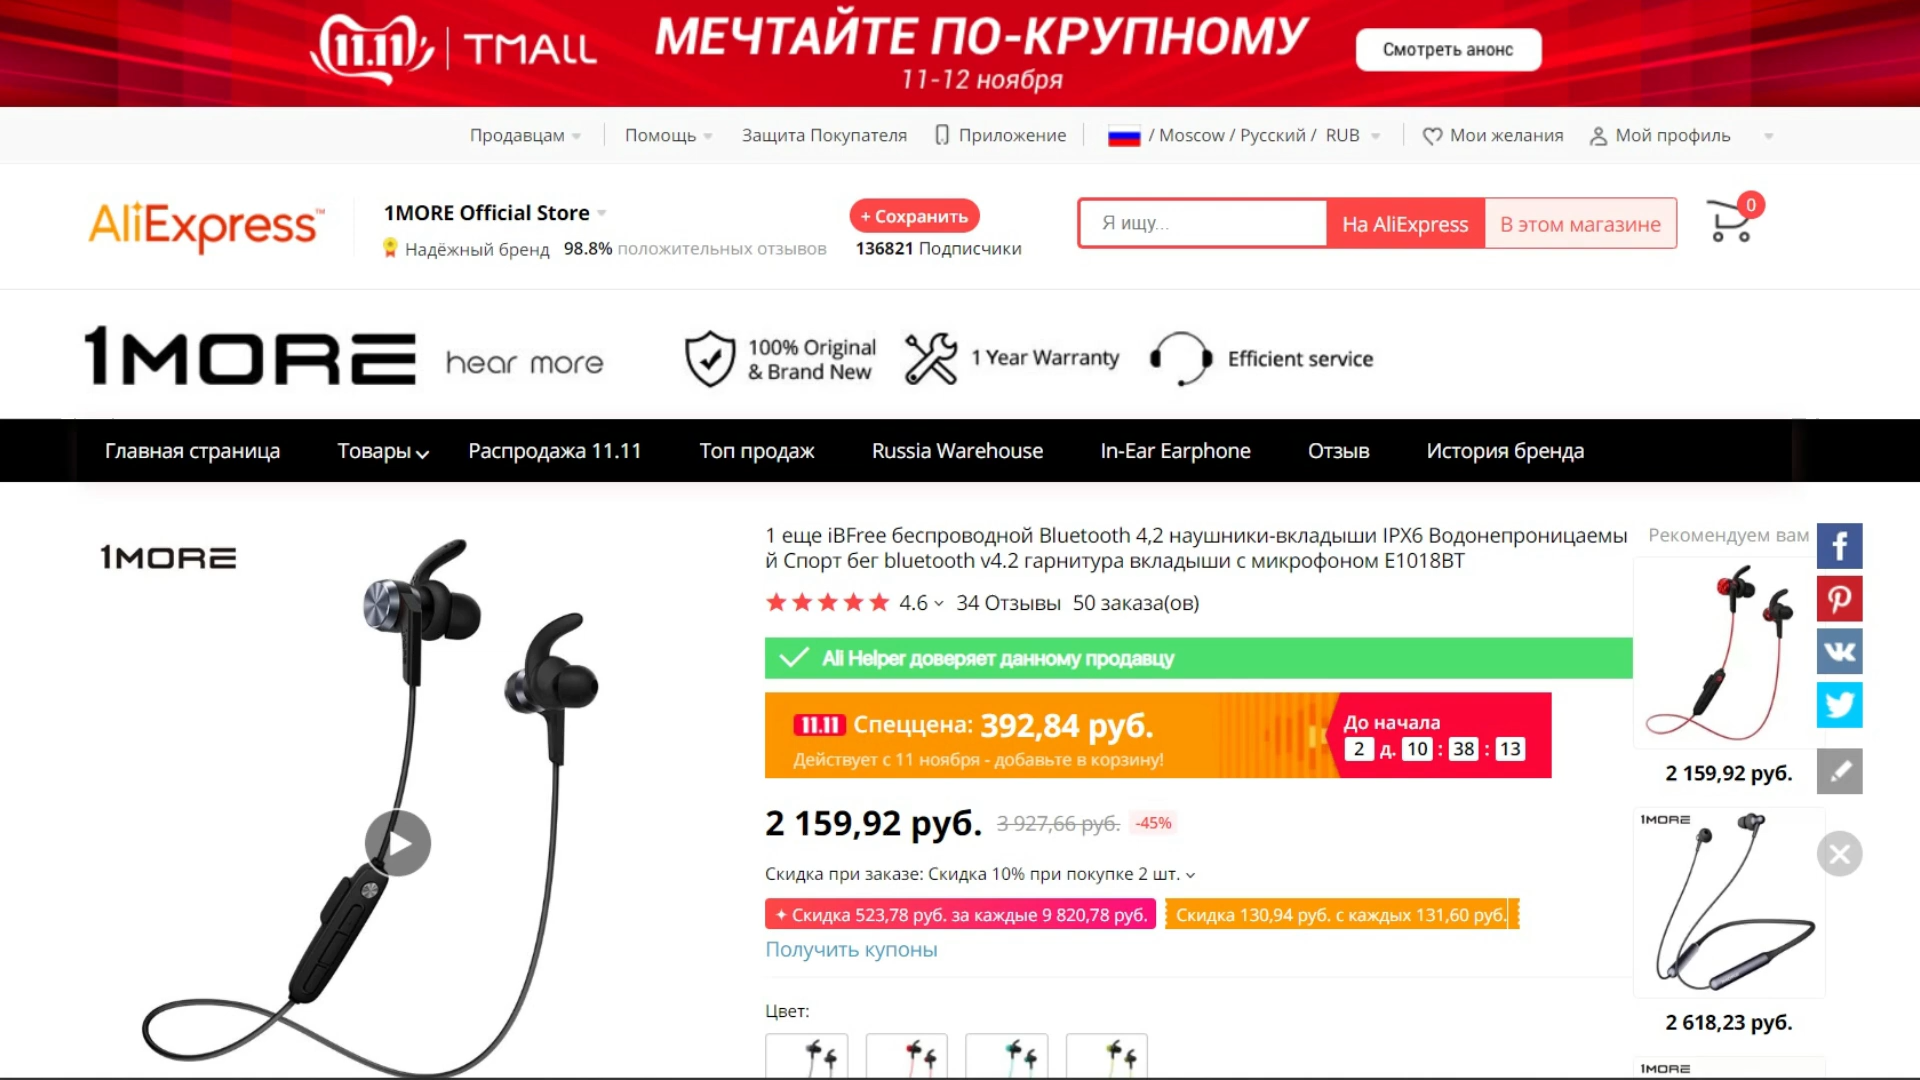 11.11 TMALL
МЕЧТАЙТЕ ПО-КРУПНОМУ
11-12 ноября
Смотреть анонс
Продавцам
Помощь
Защита Покупателя
Приложение
/ Moscow / Русский / RUB
Мои желания
Мой профиль
AliExpress™
1MORE Official Store
Надёжный бренд 98.8% положительных отзывов
+ Сохранить
136821 Подписчики
Я ищу...
На AliExpress
В этом магазине
0
1MORE hear more
100% Original
& Brand New
1 Year Warranty
Efficient service
Главная страница
Товары
Распродажа 11.11
Топ продаж
Russia Warehouse
In-Ear Earphone
Отзыв
История бренда
1MORE
1 еще iBFree беспроводной Bluetooth 4,2 наушники-вкладыши IPX6 Водонепроницаемы
й Спорт бег bluetooth v4.2 гарнитура вкладыши с микрофоном E1018BT
4.6 34 Отзывы 50 заказа(ов)
Ali Helper доверяет данному продавцу
11.11 Спеццена: 392,84 руб.
Действует с 11 ноября - добавьте в корзину!
До начала
2 д. 10 : 38 : 13
2 159,92 руб. 3 927,66 руб. -45%
Скидка при заказе: Скидка 10% при покупке 2 шт.
Скидка 523,78 руб. за каждые 9 820,78 руб.
Скидка 130,94 руб. с каждых 131,60 руб.
Получить купоны
Цвет:
Рекомендуем вам
2 159,92 руб.
1MORE
2 618,23 руб.
1MORE